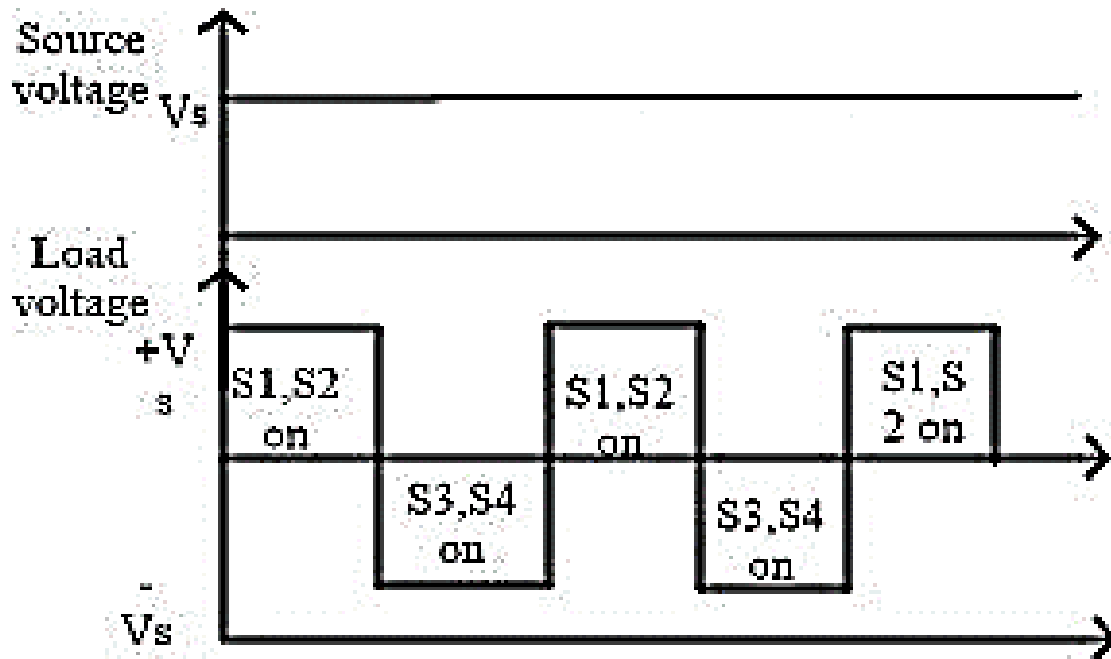 Source
voltage
Vs
Load
voltage
+V
s
S1,S2
on
S3,S4
on
S1,S2
on
S3,S4
on
S1,S
2 on
-
Vs